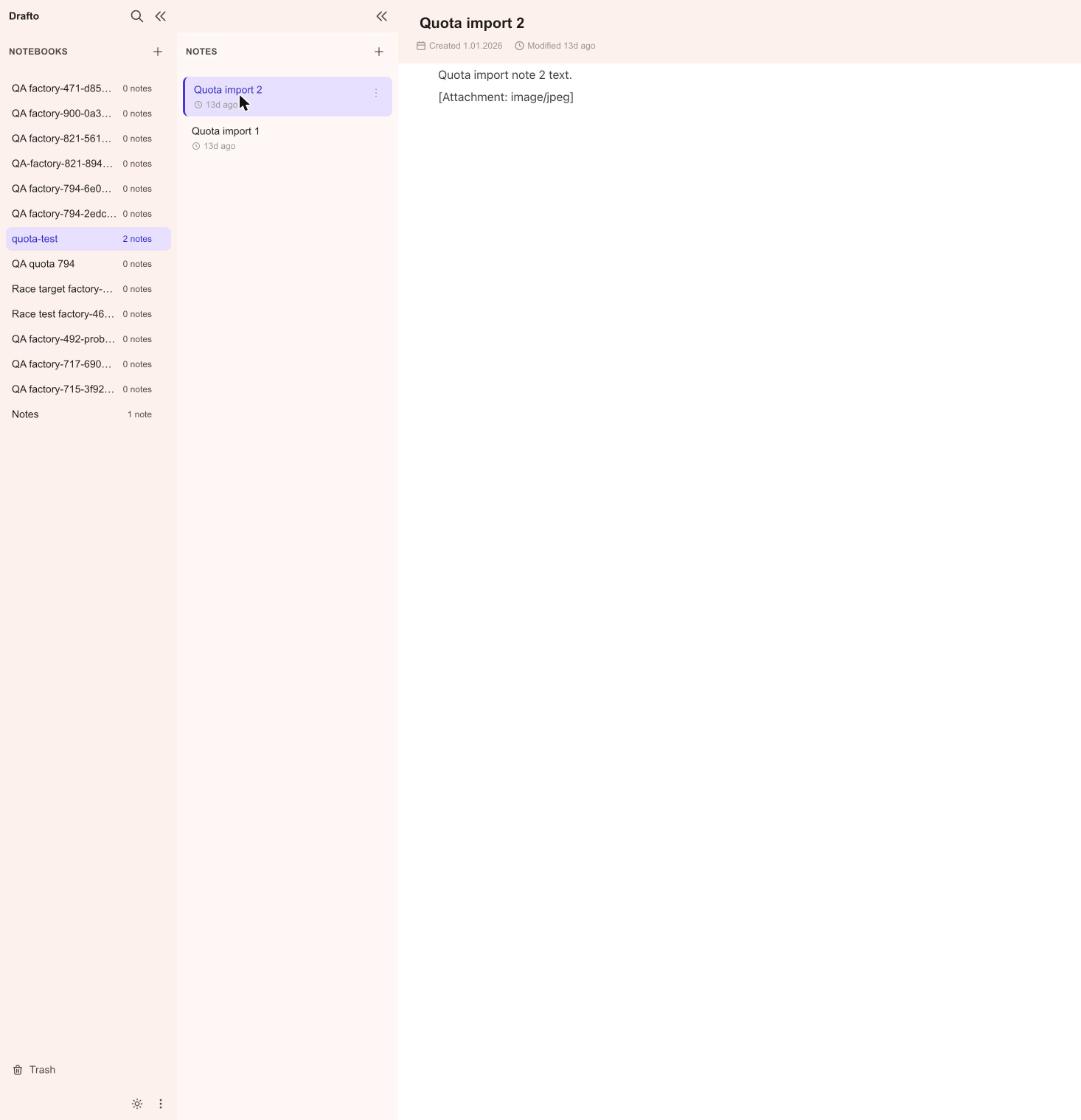 Drafto
NOTEBOOKS
QA factory-471-d85… 0 notes
QA factory-900-0a3… 0 notes
QA factory-821-561… 0 notes
QA-factory-821-894… 0 notes
QA factory-794-6e0… 0 notes
QA factory-794-2edc… 0 notes
quota-test 2 notes
QA quota 794 0 notes
Race target factory-… 0 notes
Race test factory-46… 0 notes
QA factory-492-prob… 0 notes
QA factory-717-690… 0 notes
QA factory-715-3f92… 0 notes
Notes 1 note
Trash
NOTES
Quota import 2
13d ago
Quota import 1
13d ago
Quota import 2
Created 1.01.2026 Modified 13d ago
Quota import note 2 text.
[Attachment: image/jpeg]